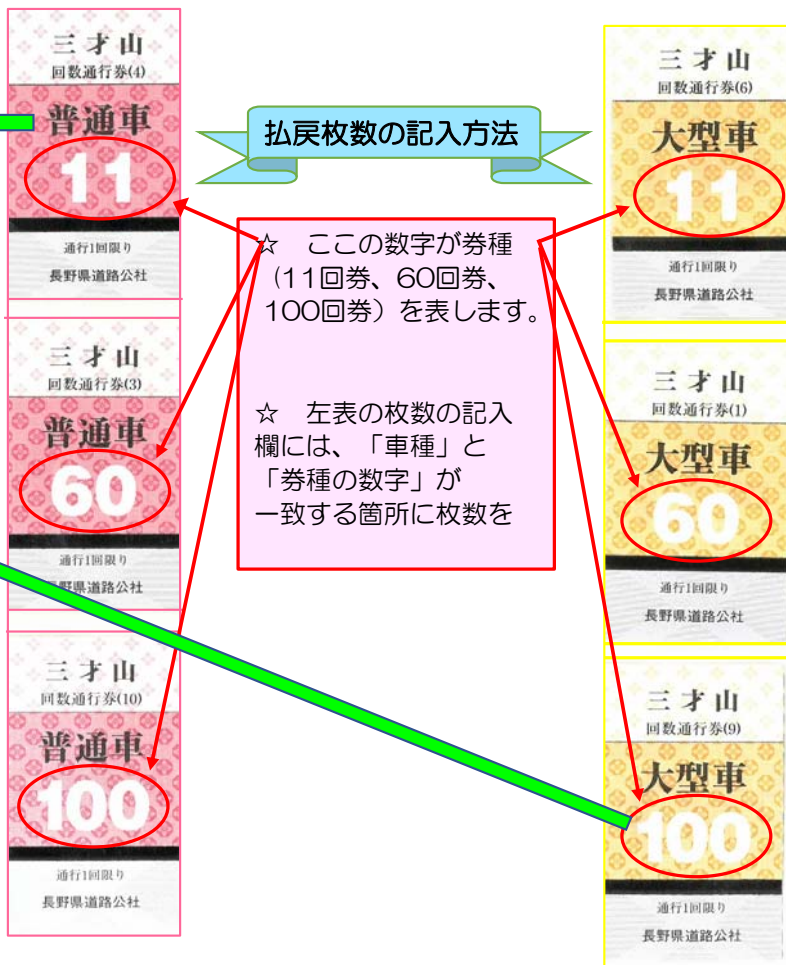 三才山
回数通行券(4)
普通車
11
通行1回限り
長野県道路公社
三才山
回数通行券(3)
普通車
60
通行1回限り
長野県道路公社
三才山
回数通行券(10)
普通車
100
通行1回限り
長野県道路公社
払戻枚数の記入方法
☆　ここの数字が券種
（11回券、60回券、
100回券）を表します。
☆　左表の枚数の記入
欄には、「車種」と
「券種の数字」が
一致する箇所に枚数を
三才山
回数通行券(6)
大型車
11
通行1回限り
長野県道路公社
三才山
回数通行券(1)
大型車
60
通行1回限り
長野県道路公社
三才山
回数通行券(9)
大型車
100
通行1回限り
長野県道路公社